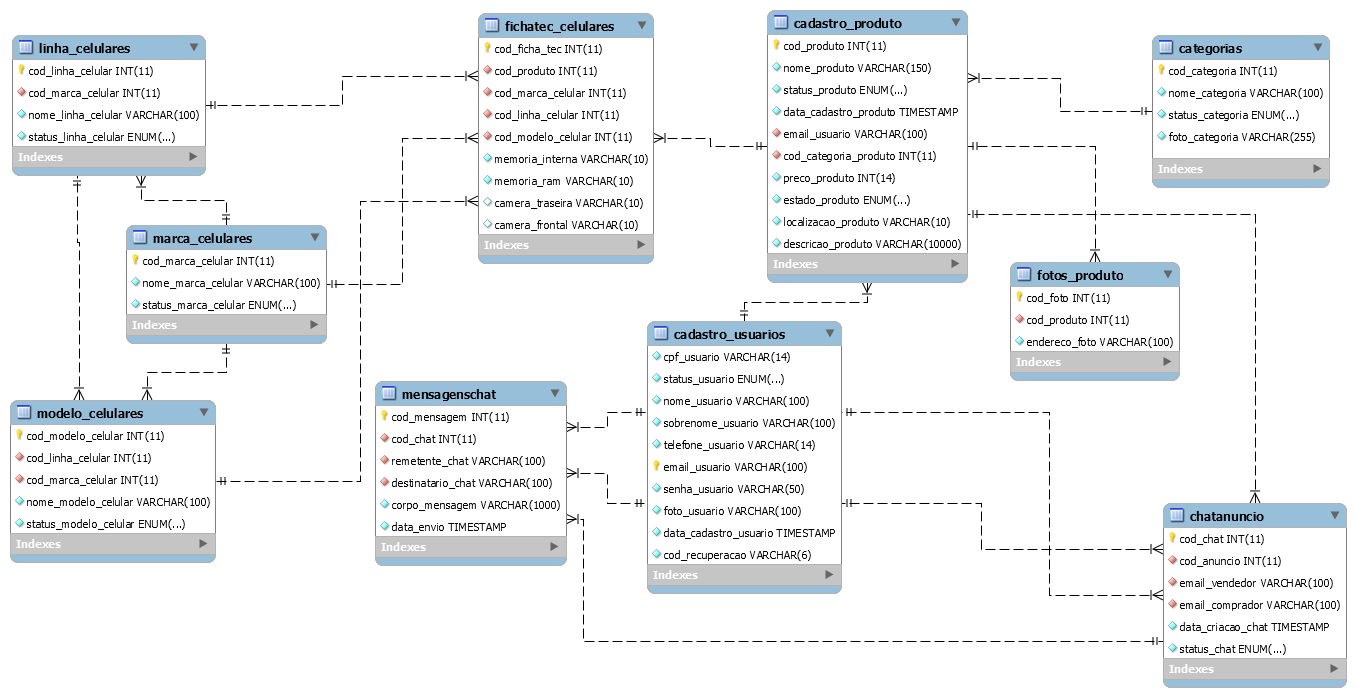 linha_celulares
cod_linha_celular INT(11)
cod_marca_celular INT(11)
nome_linha_celular VARCHAR(100)
status_linha_celular ENUM(...)
Indexes
fichatec_celulares
cod_ficha_tec INT(11)
cod_produto INT(11)
cod_marca_celular INT(11)
cod_linha_celular INT(11)
cod_modelo_celular INT(11)
memoria_interna VARCHAR(10)
memoria_ram VARCHAR(10)
camera_traseira VARCHAR(10)
camera_frontal VARCHAR(10)
Indexes
cadastro_produto
cod_produto INT(11)
nome_produto VARCHAR(150)
status_produto ENUM(...)
data_cadastro_produto TIMESTAMP
email_usuario VARCHAR(100)
cod_categoria_produto INT(11)
preco_produto INT(14)
estado_produto ENUM(...)
localizacao_produto VARCHAR(10)
descricao_produto VARCHAR(10000)
Indexes
categorias
cod_categoria INT(11)
nome_categoria VARCHAR(100)
status_categoria ENUM(...)
foto_categoria VARCHAR(255)
Indexes
marca_celulares
cod_marca_celular INT(11)
nome_marca_celular VARCHAR(100)
status_marca_celular ENUM(...)
Indexes
fotos_produto
cod_foto INT(11)
cod_produto INT(11)
endereco_foto VARCHAR(100)
Indexes
modelo_celulares
cod_modelo_celular INT(11)
cod_linha_celular INT(11)
cod_marca_celular INT(11)
nome_modelo_celular VARCHAR(100)
status_modelo_celular ENUM(...)
Indexes
mensagenschat
cod_mensagem INT(11)
cod_chat INT(11)
remetente_chat VARCHAR(100)
destinatario_chat VARCHAR(100)
corpo_mensagem VARCHAR(1000)
data_envio TIMESTAMP
Indexes
cadastro_usuarios
cpf_usuario VARCHAR(14)
status_usuario ENUM(...)
nome_usuario VARCHAR(100)
sobrenome_usuario VARCHAR(100)
telefone_usuario VARCHAR(14)
email_usuario VARCHAR(100)
senha_usuario VARCHAR(50)
foto_usuario VARCHAR(100)
data_cadastro_usuario TIMESTAMP
cod_recuperacao VARCHAR(6)
Indexes
chatanuncio
cod_chat INT(11)
cod_anuncio INT(11)
email_vendedor VARCHAR(100)
email_comprador VARCHAR(100)
data_criacao_chat TIMESTAMP
status_chat ENUM(...)
Indexes